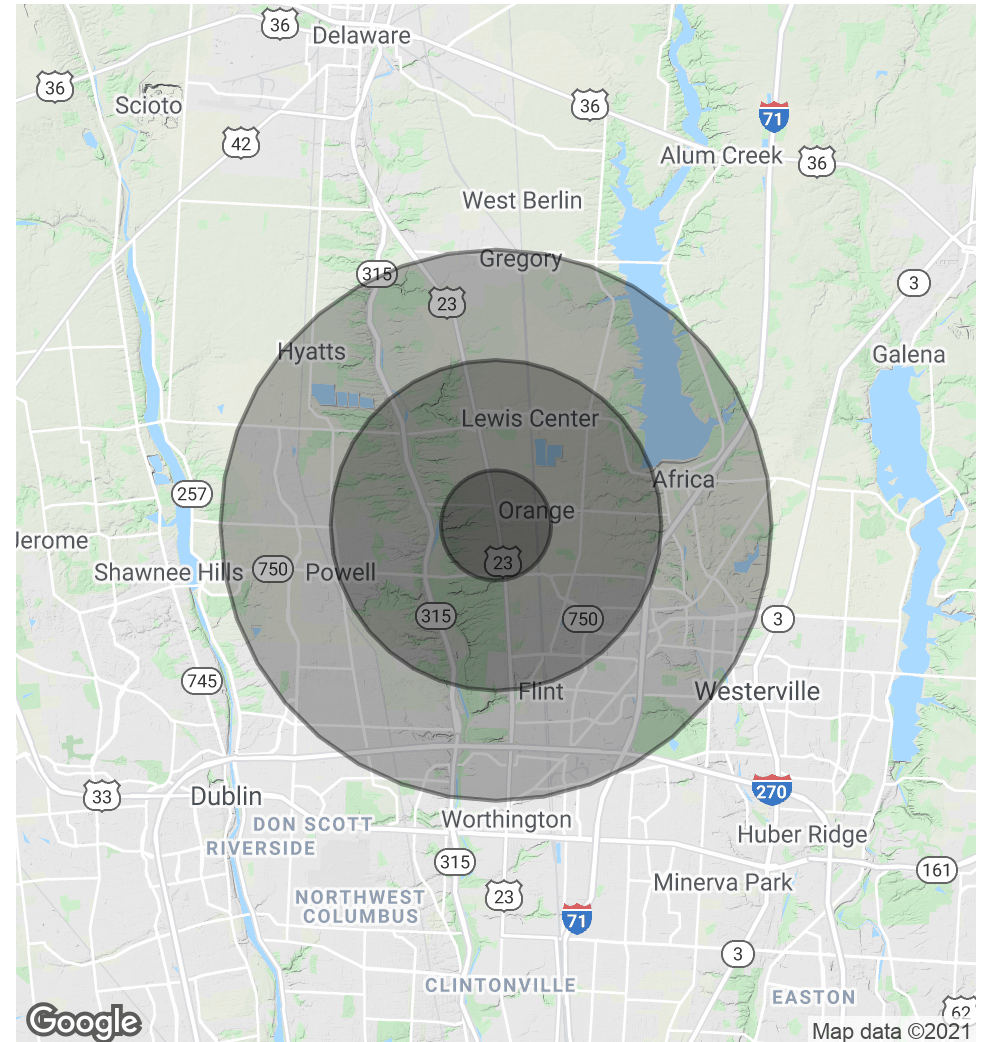 36
Delaware
36
Scioto
36
71
42
Alum Creek
36
West Berlin
Gregory
315
3
23
Hyatts
Galena
Lewis Center
Africa
257
Orange
Jerome
23
Shawnee Hills
750
Powell
315
750
3
745
Flint
Westerville
33
Dublin
270
Worthington
DON SCOTT
Huber Ridge
RIVERSIDE
315
161
Minerva Park
NORTHWEST
COLUMBUS
23
71
3
CLINTONVILLE
EASTON
62
Google
Map data ©2021